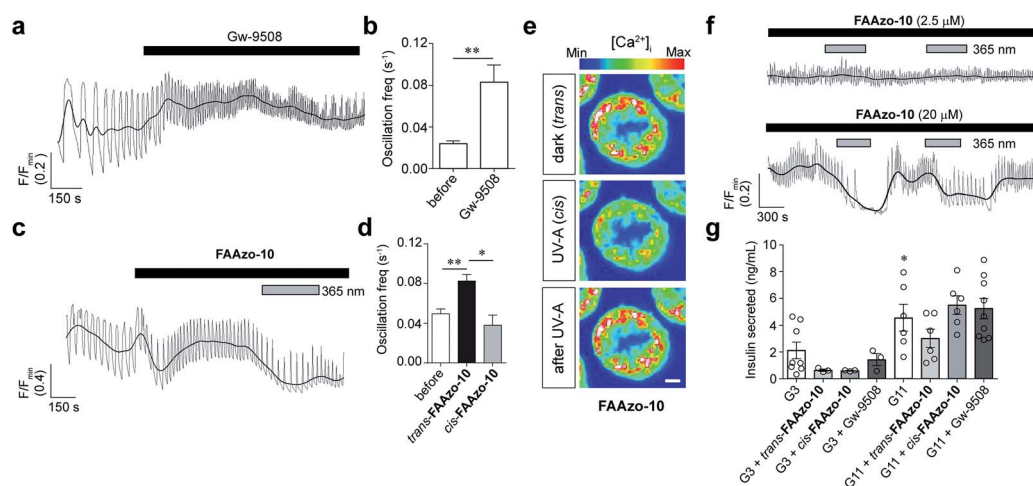 a
Gw-9508
F/Fmin
(0.2)
150 s
b
Oscillation freq (s-1)
0.12
0.08
0.04
0.00
**
before
Gw-9508
c
FAAzo-10
365 nm
F/Fmin
(0.4)
150 s
d
Oscillation freq (s-1)
0.12
0.08
0.04
0.00
**
*
before
trans-FAAzo-10
cis-FAAzo-10
e
[Ca2+]i
Min
Max
dark (trans)
UV-A (cis)
after UV-A
FAAzo-10
f
FAAzo-10 (2.5 μM)
365 nm
FAAzo-10 (20 μM)
365 nm
F/Fmin
(0.2)
300 s
g
Insulin secreted (ng/mL)
10
8
6
4
2
0
*
G3
G3 + trans-FAAzo-10
G3 + cis-FAAzo-10
G3 + Gw-9508
G11
G11 + trans-FAAzo-10
G11 + cis-FAAzo-10
G11 + Gw-9508